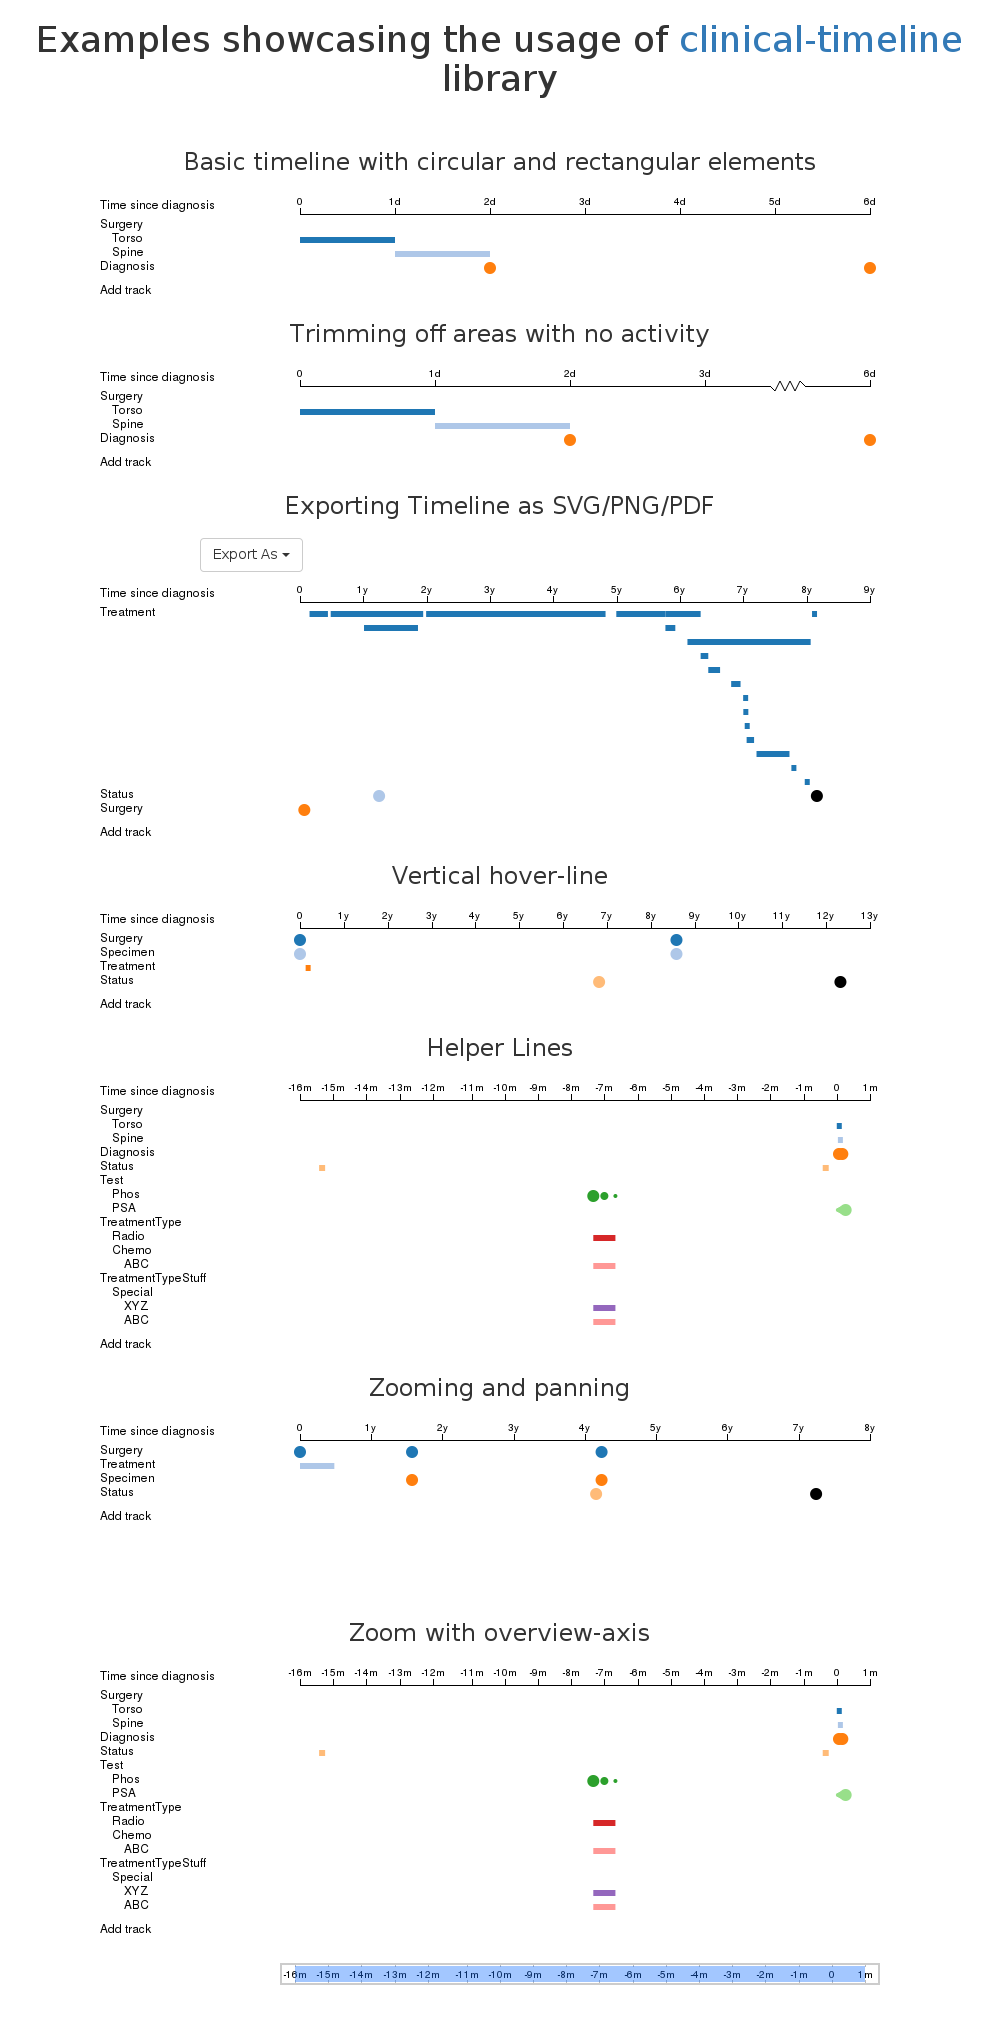 Examples showcasing the usage of clinical-timeline
library
Basic timeline with circular and rectangular elements
Time since diagnosis 0 1d 2d 3d 4d 5d 6d
Surgery
Torso
Spine
Diagnosis
Add track
Trimming off areas with no activity
Time since diagnosis 0 1d 2d 3d 6d
Surgery
Torso
Spine
Diagnosis
Add track
Exporting Timeline as SVG/PNG/PDF
Export As
Time since diagnosis 0 1y 2y 3y 4y 5y 6y 7y 8y 9y
Treatment
Status
Surgery
Add track
Vertical hover-line
Time since diagnosis 0 1y 2y 3y 4y 5y 6y 7y 8y 9y 10y 11y 12y 13y
Surgery
Specimen
Treatment
Status
Add track
Helper Lines
Time since diagnosis -16m -15m -14m -13m -12m -11m -10m -9m -8m -7m -6m -5m -4m -3m -2m -1m 0 1m
Surgery
Torso
Spine
Diagnosis
Status
Test
Phos
PSA
TreatmentType
Radio
Chemo
ABC
TreatmentTypeStuff
Special
XYZ
ABC
Add track
Zooming and panning
Time since diagnosis 0 1y 2y 3y 4y 5y 6y 7y 8y
Surgery
Treatment
Specimen
Status
Add track
Zoom with overview-axis
Time since diagnosis -16m -15m -14m -13m -12m -11m -10m -9m -8m -7m -6m -5m -4m -3m -2m -1m 0 1m
Surgery
Torso
Spine
Diagnosis
Status
Test
Phos
PSA
TreatmentType
Radio
Chemo
ABC
TreatmentTypeStuff
Special
XYZ
ABC
Add track
-16m -15m -14m -13m -12m -11m -10m -9m -8m -7m -6m -5m -4m -3m -2m -1m 0 1m